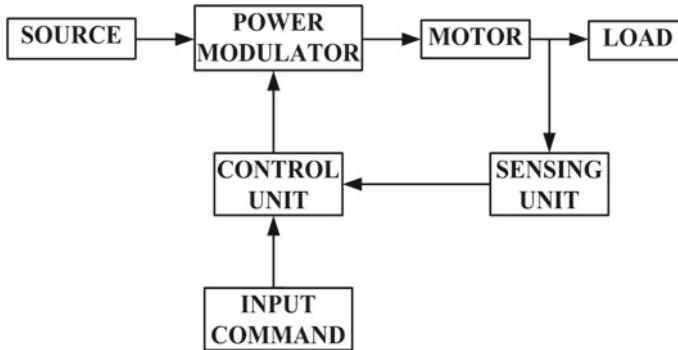 SOURCE
POWER
MODULATOR
MOTOR
LOAD
CONTROL
UNIT
SENSING
UNIT
INPUT
COMMAND